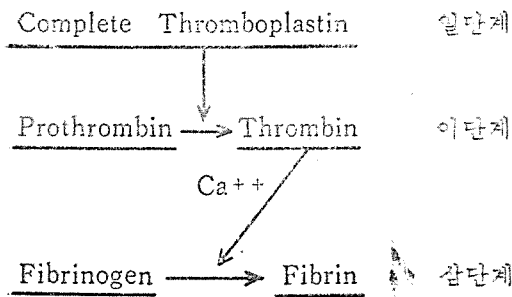 Complete Thromboplastin 일단계
Prothrombin Thrombin 이단계
Ca++
Fibrinogen Fibrin 삼단계